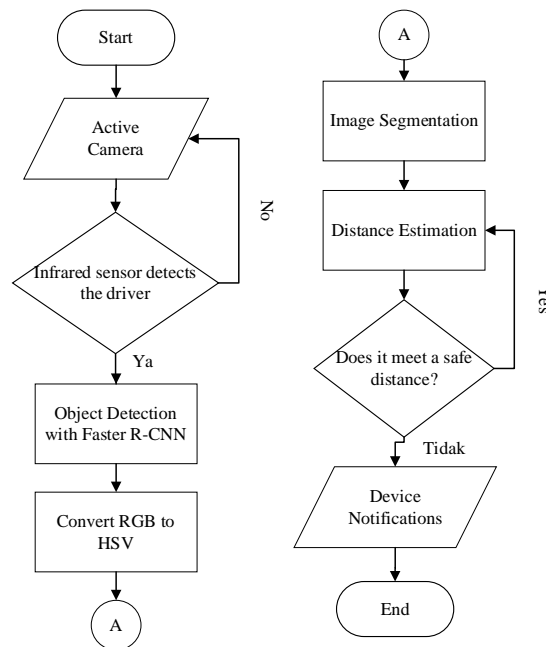 Start
Active
Camera
No
Infrared sensor detects
the driver
Ya
Object Detection
with Faster R-CNN
Convert RGB to
HSV
A
A
Image Segmentation
Distance Estimation
Yes
Does it meet a safe
distance?
Tidak
Device
Notifications
End